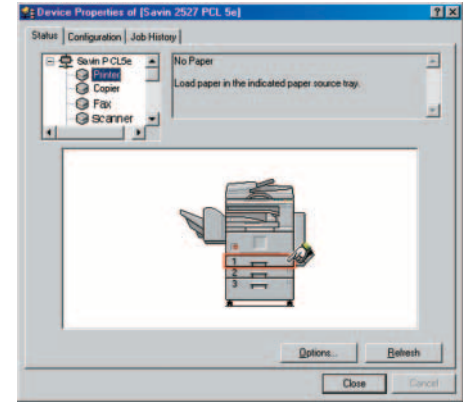 Device Properties of [Savin 2527 PCL 5e]
Status Configuration Job History
Savin PCL5e
Printer
Copier
Fax
Scanner
No Paper
Load paper in the indicated paper source tray.
1
2
3
Options...
Refresh
Close
Cancel